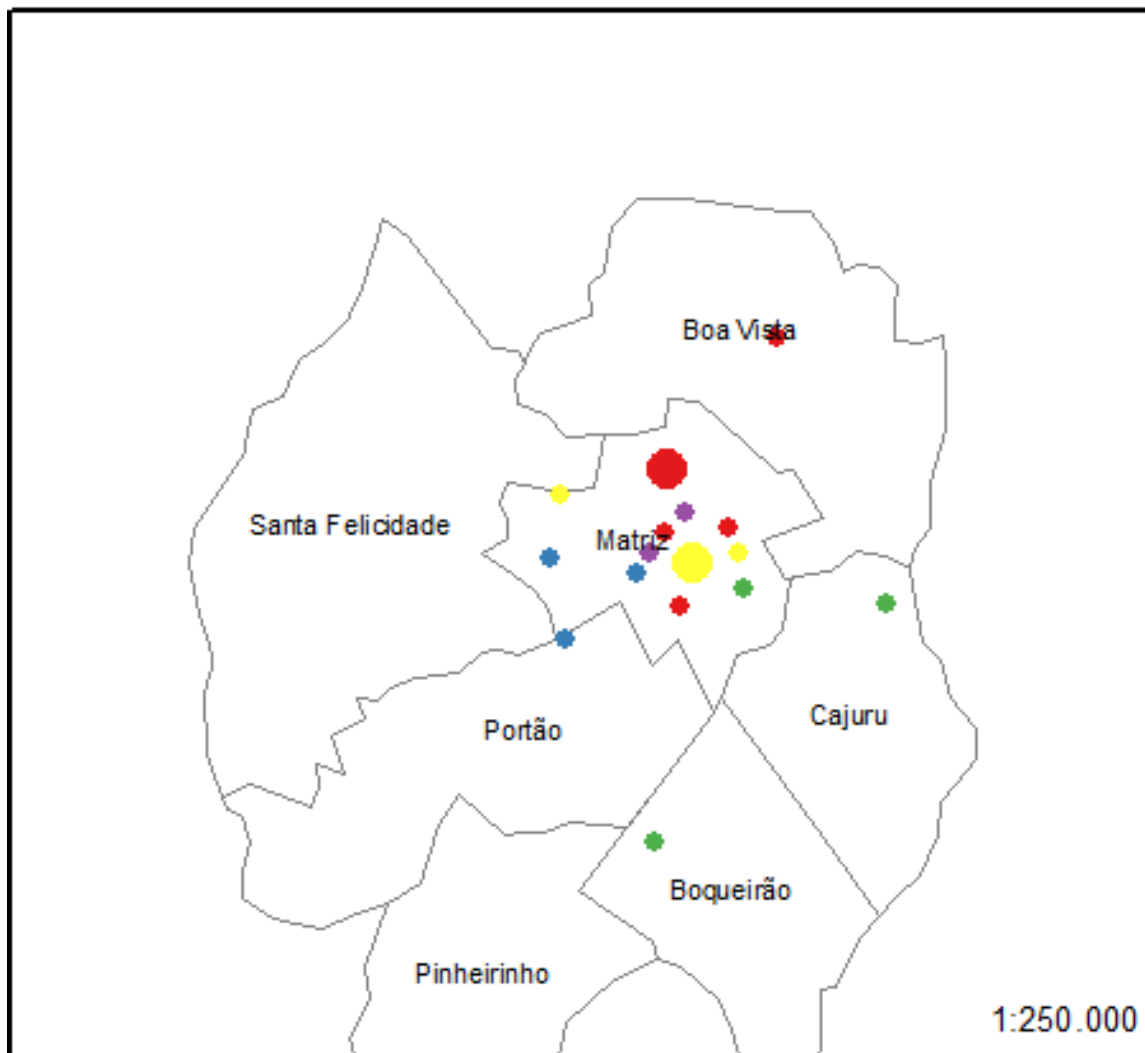 Boa Vista
Santa Felicidade
Matriz
Cajuru
Portão
Boqueirão
Pinheirinho
1:250.000